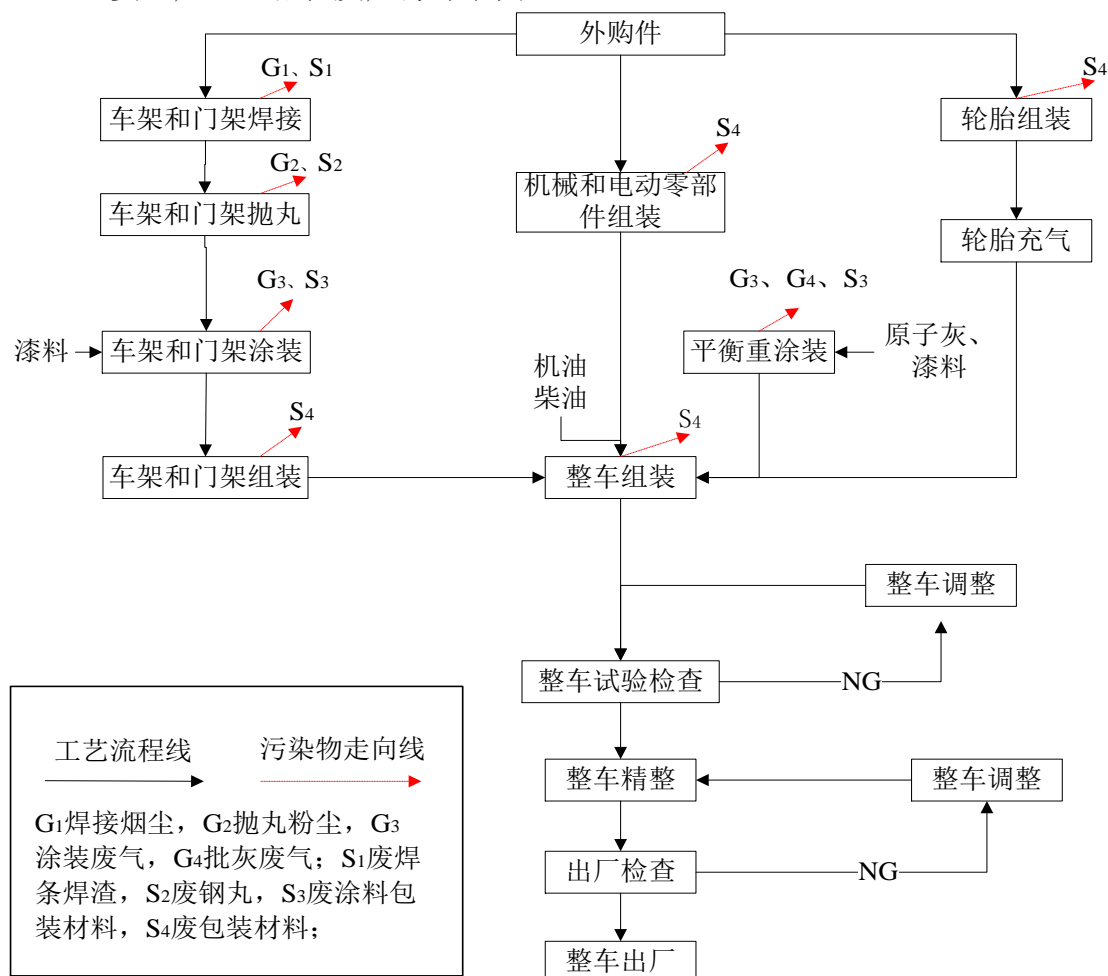 外购件
G1、S1
S4
车架和门架焊接
轮胎组装
S4
G2、S2
机械和电动零部
件组装
车架和门架抛丸
轮胎充气
G3、S3
G3、G4、S3
漆料
车架和门架涂装
平衡重涂装
原子灰、
漆料
机油
柴油
S4
S4
车架和门架组装
整车组装
整车调整
整车试验检查
NG
工艺流程线
污染物走向线
整车精整
整车调整
G1焊接烟尘，G2抛丸粉尘，G3
涂装废气，G4批灰废气；S1废焊
条焊渣，S2废钢丸，S3废涂料包
装材料，S4废包装材料；
出厂检查
NG
整车出厂